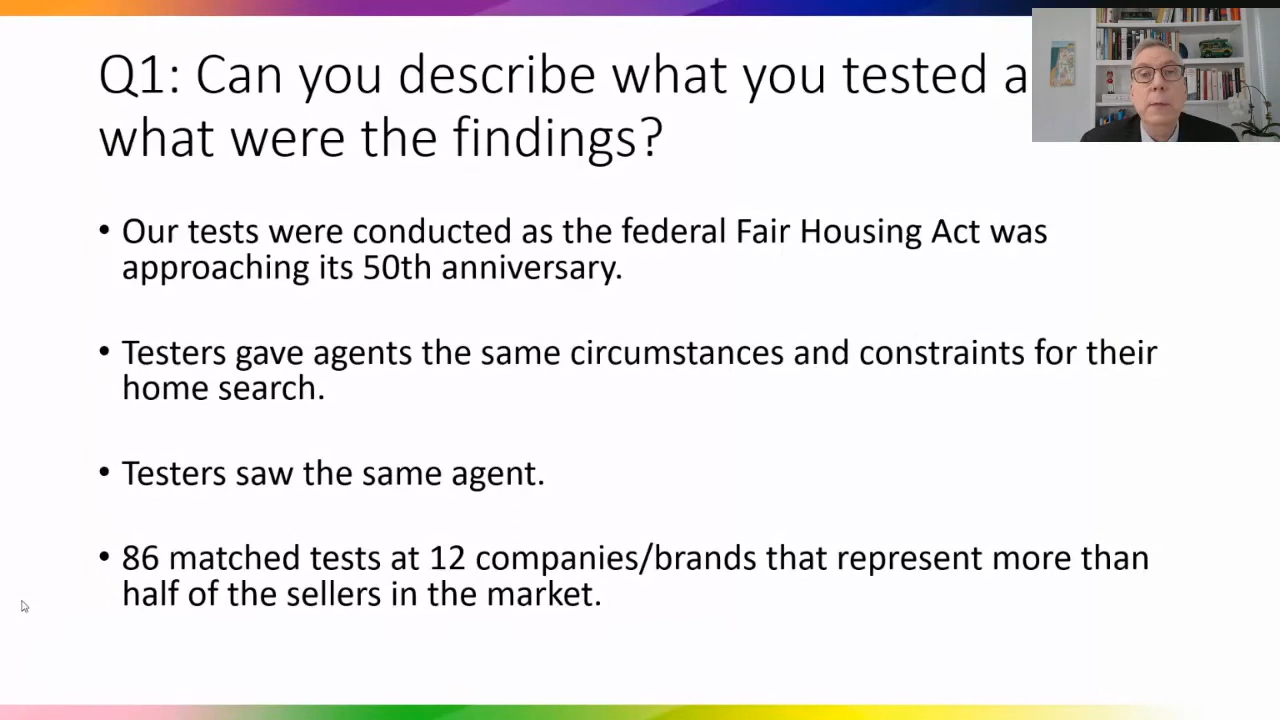 Q1: Can you describe what you tested a
what were the findings?
• Our tests were conducted as the federal Fair Housing Act was
approaching its 50th anniversary.
• Testers gave agents the same circumstances and constraints for their
home search.
• Testers saw the same agent.
• 86 matched tests at 12 companies/brands that represent more than
half of the sellers in the market.